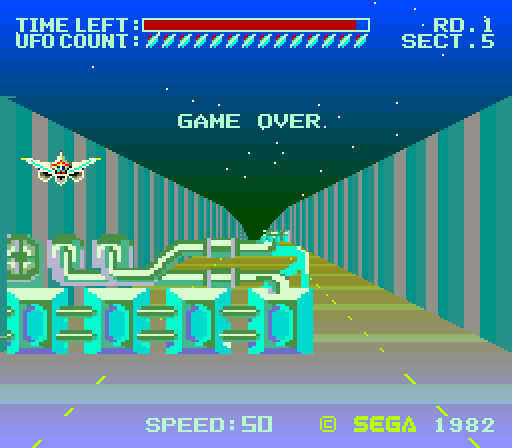 TIME LEFT: RD.1
UFO COUNT: SECT.5
GAME OVER.
SPEED:50 © SEGA 1982